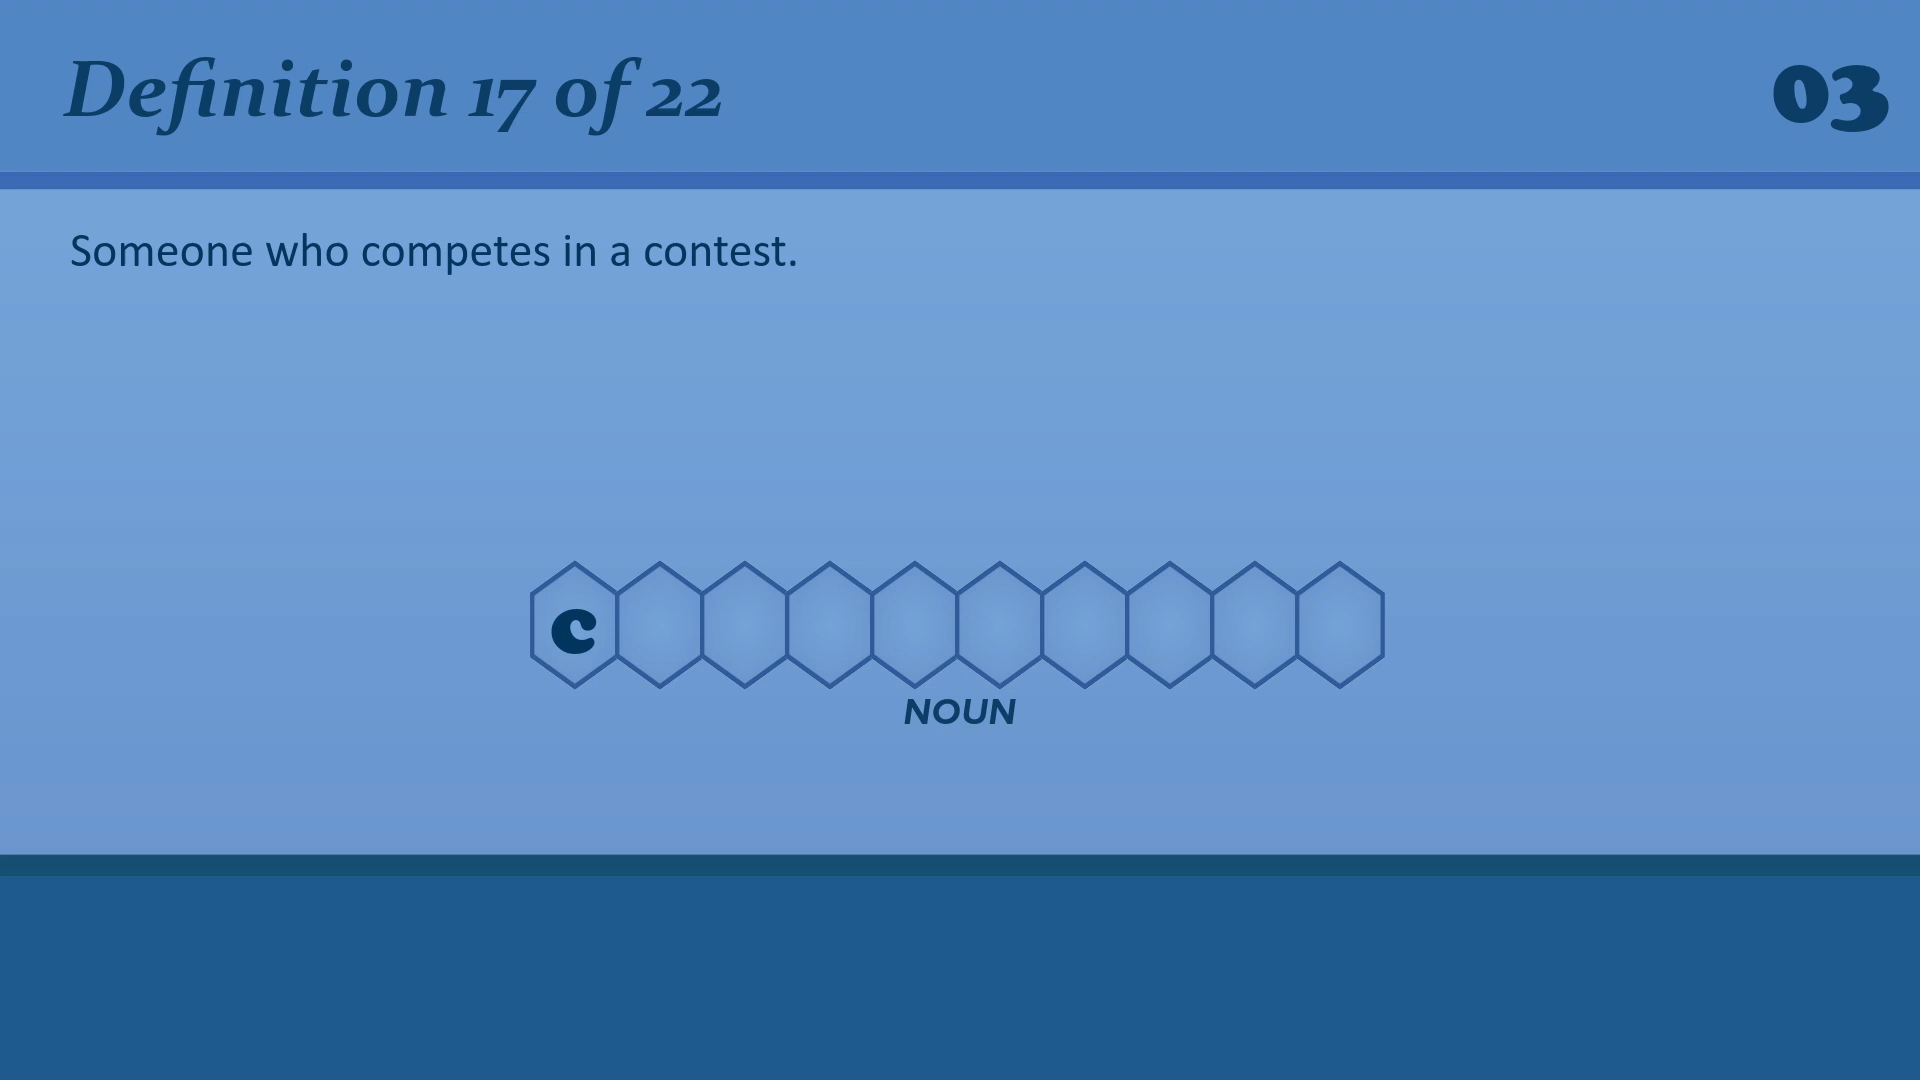 Definition 17 of 22
03
Someone who competes in a contest.
c
NOUN